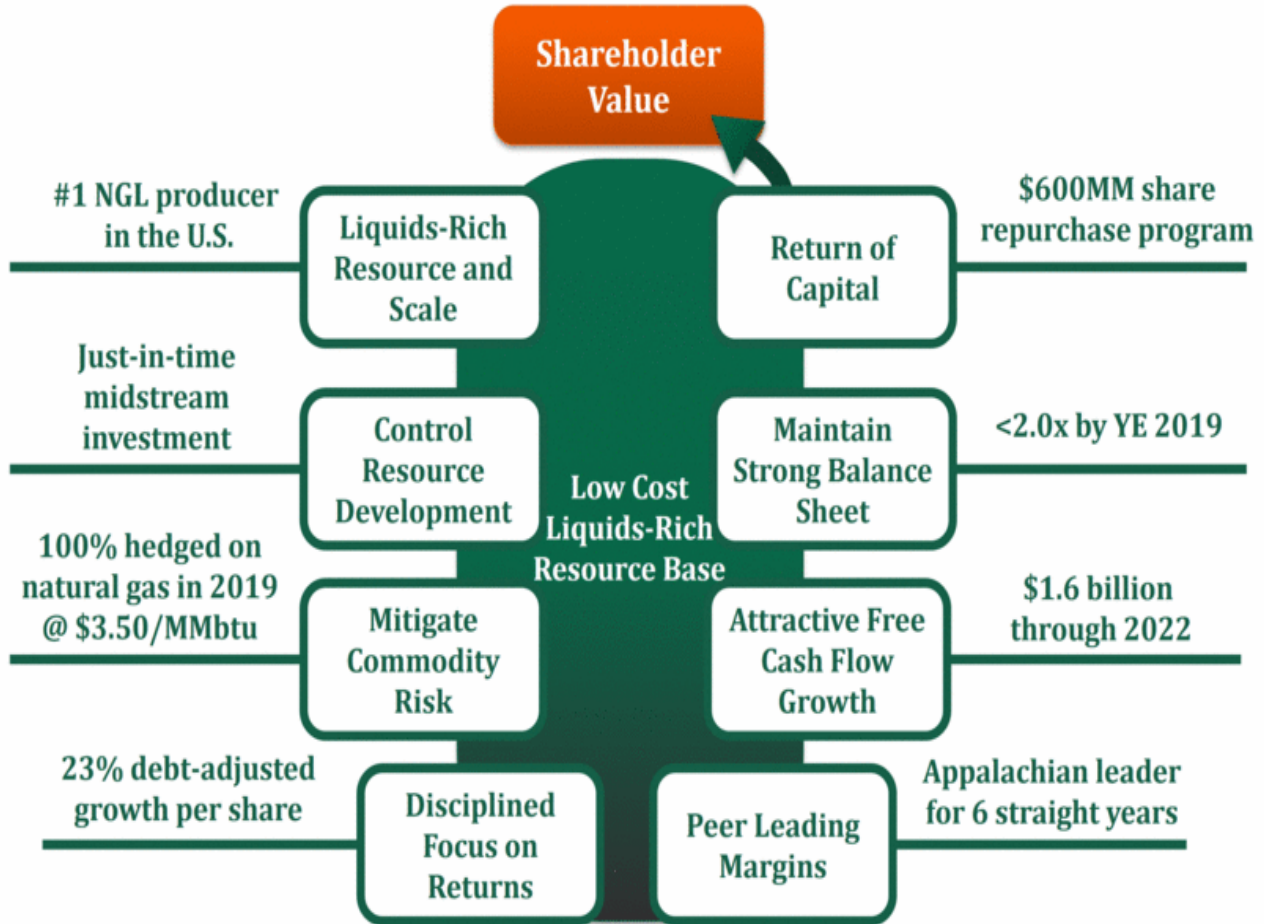 Shareholder
Value
#1 NGL producer
in the U.S.
Liquids-Rich
Resource and
Scale
Return of
Capital
$600MM share
repurchase program
Just-in-time
midstream
investment
Control
Resource
Development
Low Cost
Liquids-Rich
Resource Base
Maintain
Strong Balance
Sheet
<2.0x by YE 2019
100% hedged on
natural gas in 2019
@ $3.50/MMbtu
Mitigate
Commodity
Risk
Attractive Free
Cash Flow
Growth
$1.6 billion
through 2022
23% debt-adjusted
growth per share
Disciplined
Focus on
Returns
Peer Leading
Margins
Appalachian leader
for 6 straight years